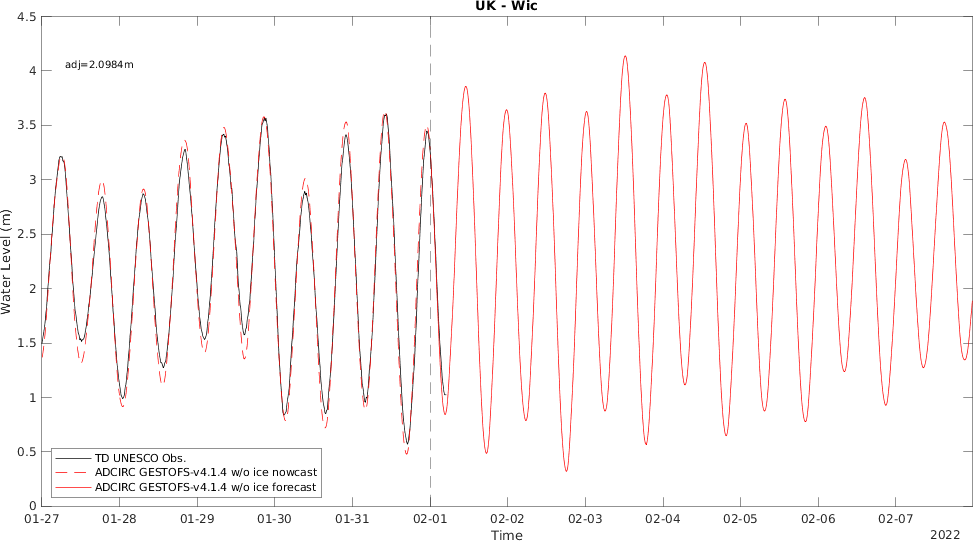 UK - Wic
adj=2.0984m
4.5
4
3.5
3
2.5
2
1.5
1
0.5
0
Water Level (m)
TD UNESCO Obs.
ADCIRC GESTOFS-v4.1.4 w/o ice nowcast
ADCIRC GESTOFS-v4.1.4 w/o ice forecast
01-27 01-28 01-29 01-30 01-31 02-01 02-02 02-03 02-04 02-05 02-06 02-07
Time
2022